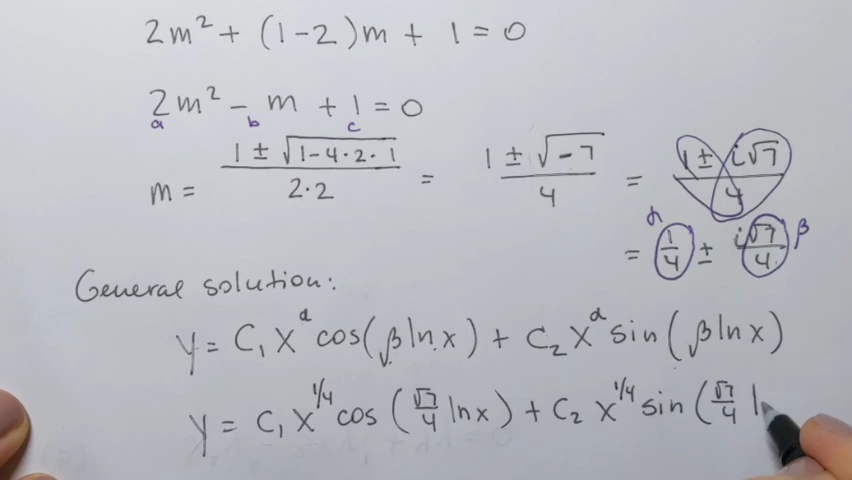 2m² + (1-2)m + 1 = 0
2m² - m + 1 = 0
a b c
m = (1 ± √(1-4·2·1))/(2·2) = (1 ± √-7)/4 = (1 ± i√7)/4
= α 1/4 ± i√7/4 β
General solution:
y = C₁x^α cos(β ln x) + C₂x^α sin(β ln x)
y = C₁x^1/4 cos(√7/4 ln x) + C₂x^1/4 sin(√7/4 l